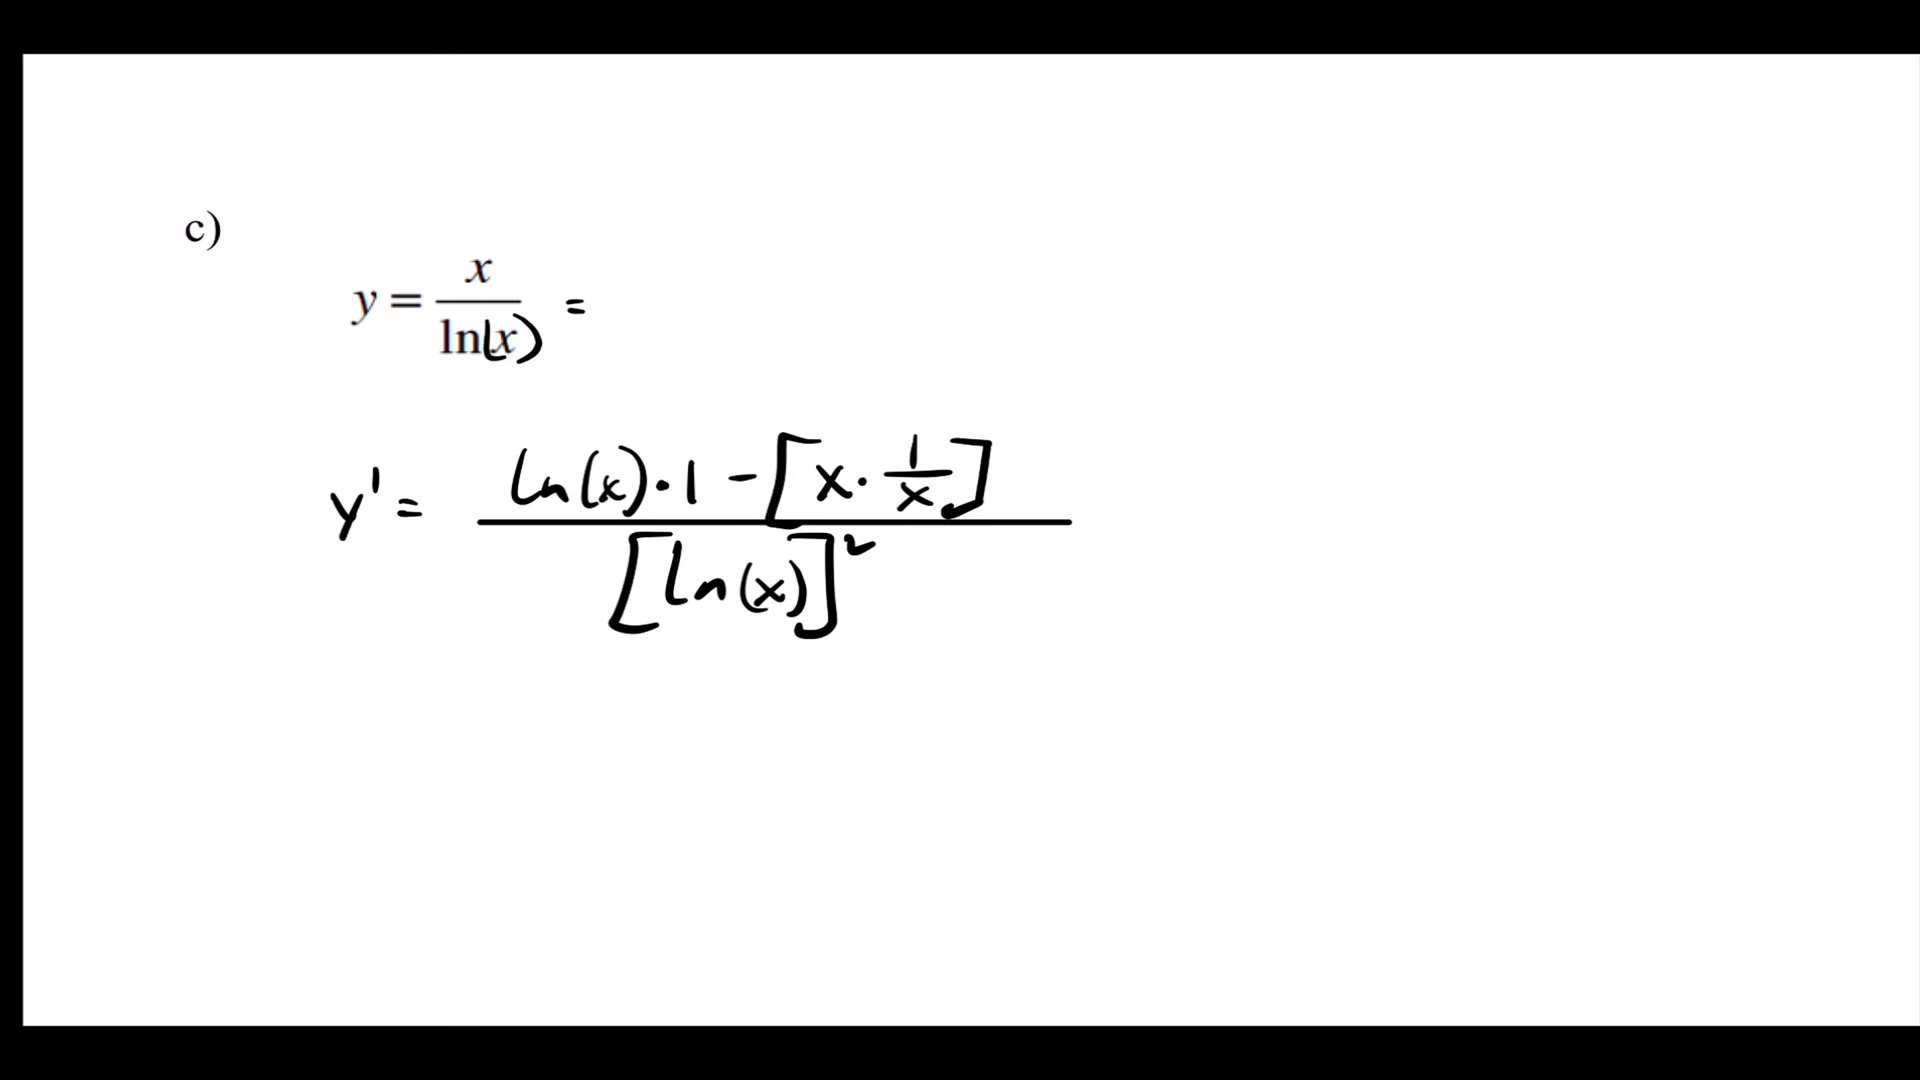 c)
y = x / ln(x) =
y' = ln(x)·1 - [x·1/x] / [ln(x)]²